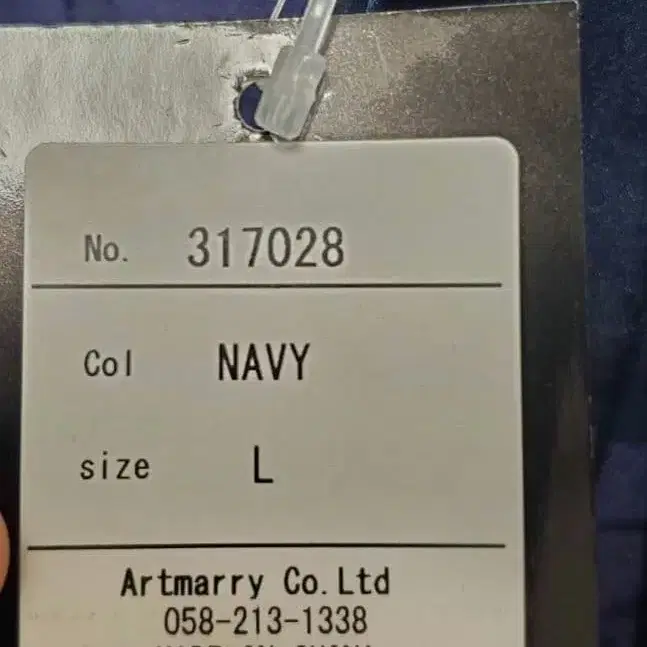 No. 317028
Col NAVY
size L
Artmarry Co.Ltd
058-213-1338